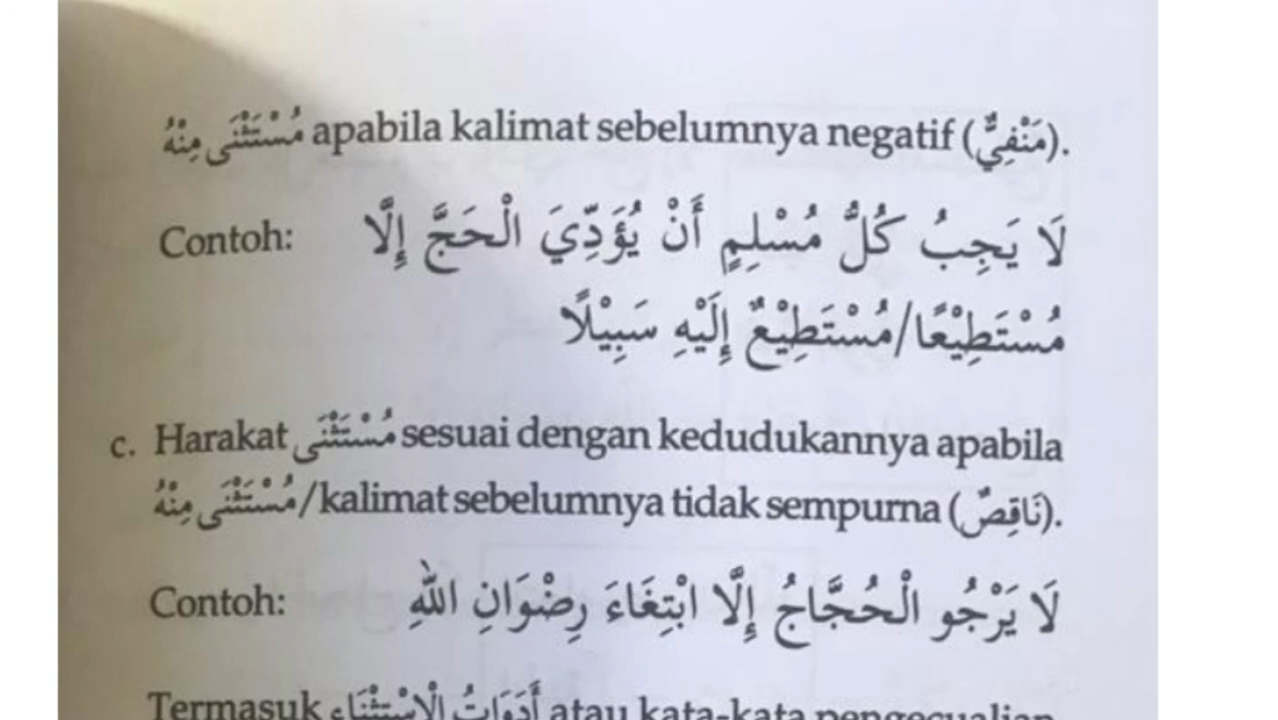 مُسْتَثْنَى مِنْهُ apabila kalimat sebelumnya negatif (مَنْفِيٌّ).
Contoh: لَا يَجِبُ كُلُّ مُسْلِمٍ أَنْ يُؤَدِّيَ الْحَجَّ إِلَّا
مُسْتَطِيْعًا/مُسْتَطِيْعٌ إِلَيْهِ سَبِيْلًا
c. Harakat مُسْتَثْنَى sesuai dengan kedudukannya apabila
مُسْتَثْنَى مِنْهُ/kalimat sebelumnya tidak sempurna (نَاقِصٌ).
Contoh: لَا يَرْجُو الْحُجَّاجُ إِلَّا ابْتِغَاءَ رِضْوَانِ اللهِ
Termasuk أَدَوَاتُ الْاِسْتِثْنَاءِ atau kata-kata pengecualian